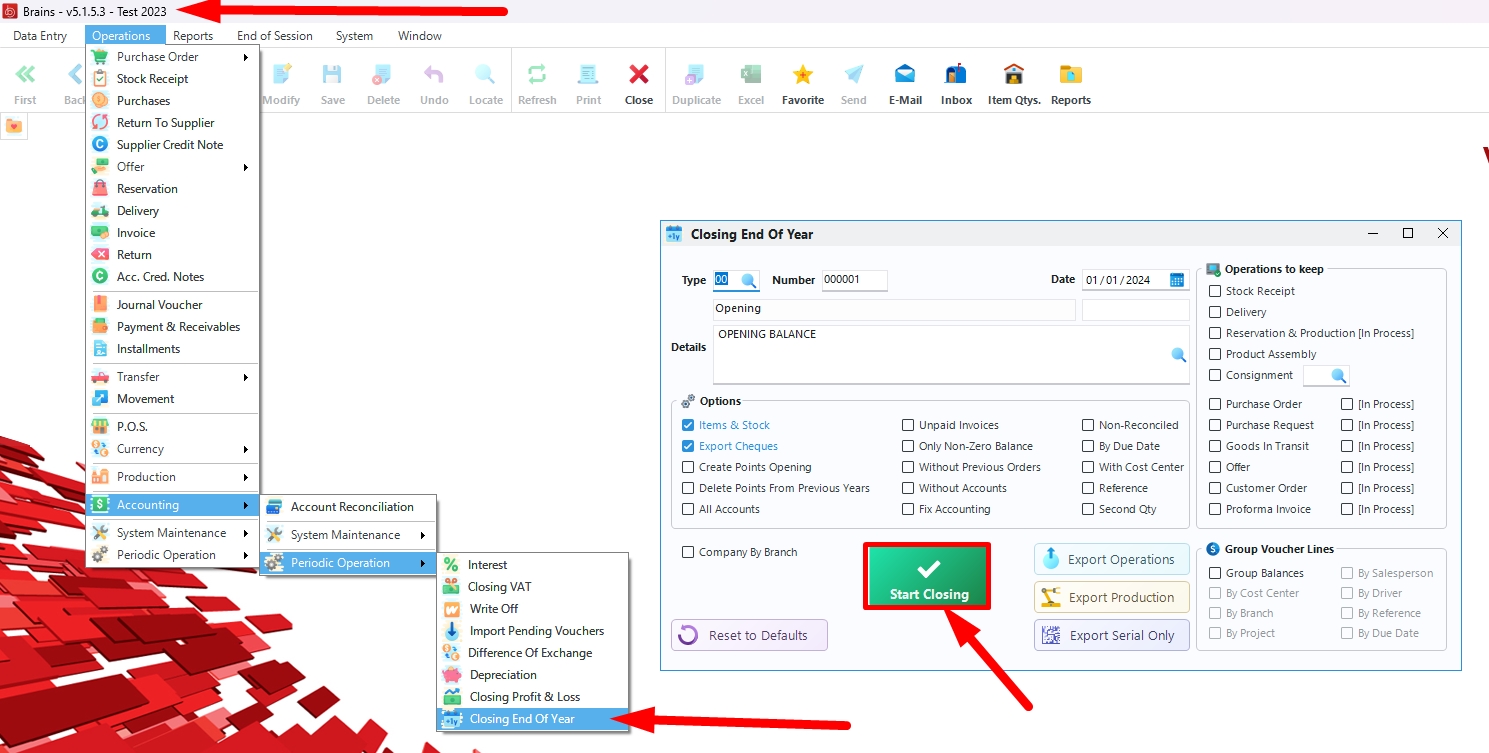 Brains - v5.1.5.3 - Test 2023
Data Entry Operations Reports End of Session System Window
First Back Modify Save Delete Undo Locate Refresh Print Close Duplicate Excel Favorite Send E-Mail Inbox Item Qtys. Reports
Purchase Order
Stock Receipt
Purchases
Return To Supplier
Supplier Credit Note
Offer
Reservation
Delivery
Invoice
Return
Acc. Cred. Notes
Journal Voucher
Payment & Receivables
Installments
Transfer
Movement
P.O.S.
Currency
Production
Accounting
System Maintenance
Periodic Operation
Account Reconciliation
System Maintenance
Periodic Operation
Interest
Closing VAT
Write Off
Import Pending Vouchers
Difference Of Exchange
Depreciation
Closing Profit & Loss
Closing End Of Year
Closing End Of Year
Type 00 Number 000001 Date 01/01/2024
Opening
Details OPENING BALANCE
Options
Items & Stock Unpaid Invoices Non-Reconciled
Export Cheques Only Non-Zero Balance By Due Date
Create Points Opening Without Previous Orders With Cost Center
Delete Points From Previous Years Without Accounts Reference
All Accounts Fix Accounting Second Qty
Company By Branch
Start Closing
Reset to Defaults
Export Operations
Export Production
Export Serial Only
Operations to keep
Stock Receipt
Delivery
Reservation & Production [In Process]
Product Assembly
Consignment
Purchase Order [In Process]
Purchase Request [In Process]
Goods In Transit [In Process]
Offer [In Process]
Customer Order [In Process]
Proforma Invoice [In Process]
Group Voucher Lines
Group Balances By Salesperson
By Cost Center By Driver
By Branch By Reference
By Project By Due Date